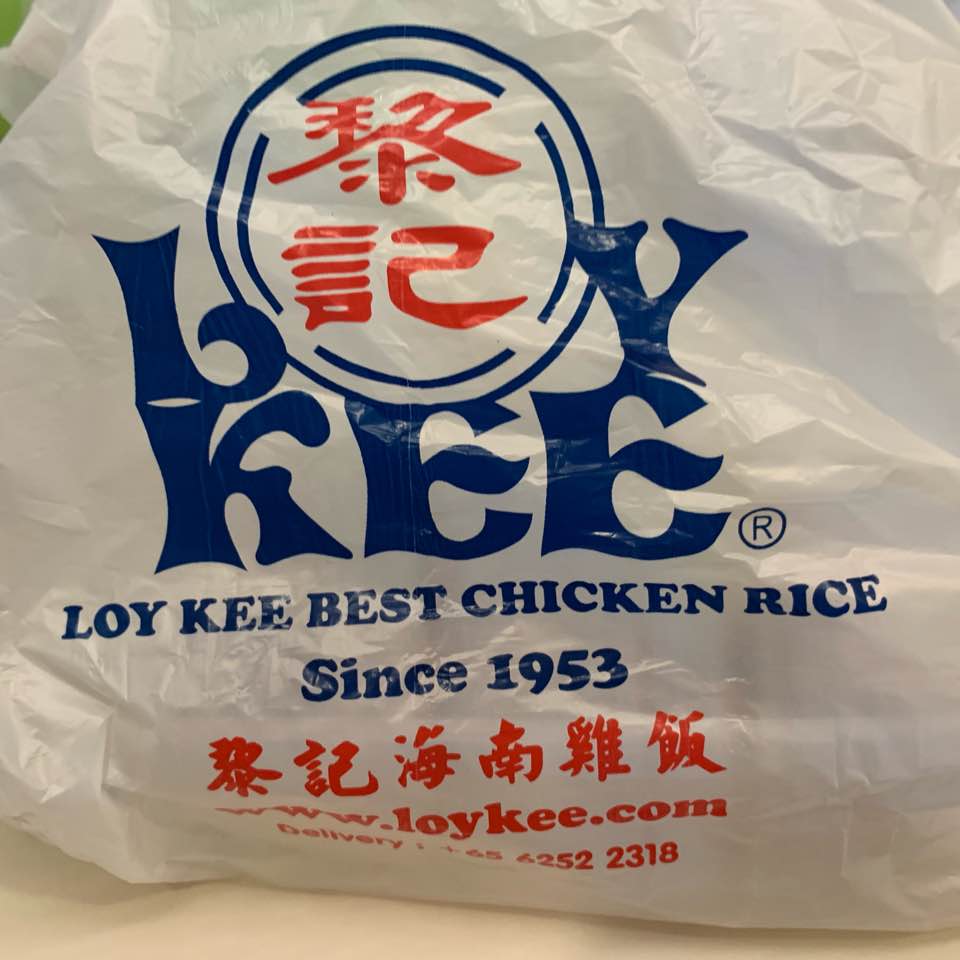 黎
記
LOY
KEE®
LOY KEE BEST CHICKEN RICE
Since 1953
黎記海南雞飯
www.loykee.com
Delivery : +65 6252 2318